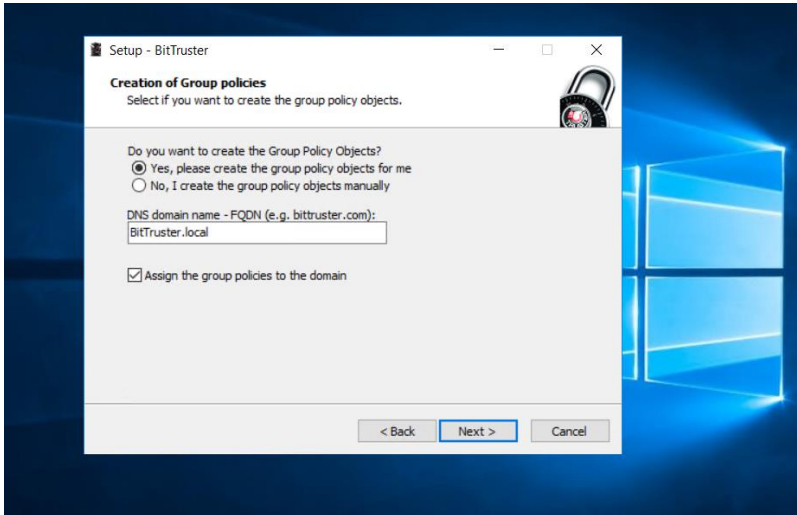 Setup - BitTruster
Creation of Group policies
Select if you want to create the group policy objects.
Do you want to create the Group Policy Objects?
Yes, please create the group policy objects for me
No, I create the group policy objects manually
DNS domain name - FQDN (e.g. bittruster.com):
BitTruster.local
Assign the group policies to the domain
< Back
Next >
Cancel